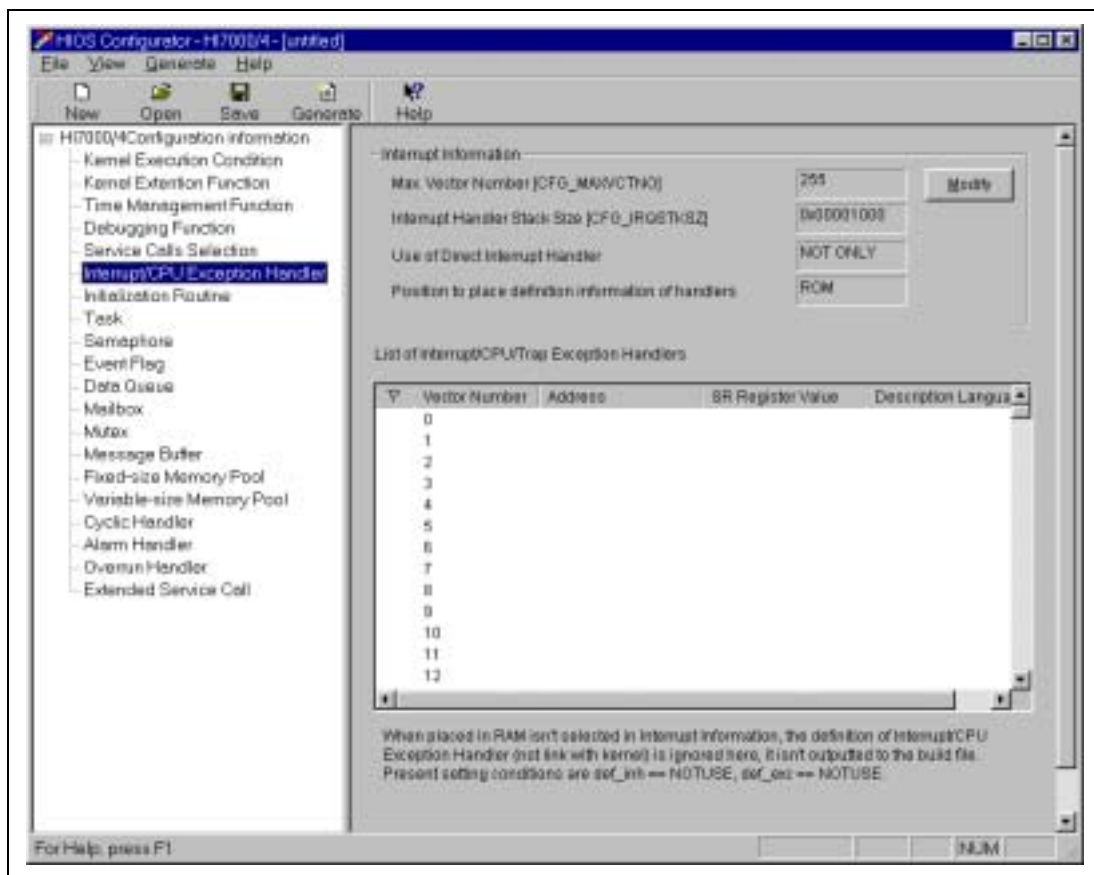 HIOS Configurator - HI7000/4 - [untitled]
File View Generate Help
New Open Save Generate Help
HI7000/4Configuration information
Kernel Execution Condition
Kernel Extention Function
Time Management Function
Debugging Function
Service Calls Selection
Interrupt/CPU Exception Handler
Initialization Routine
Task
Semaphore
Event Flag
Data Queue
Mailbox
Mutex
Message Buffer
Fixed-size Memory Pool
Variable-size Memory Pool
Cyclic Handler
Alarm Handler
Overrun Handler
Extended Service Call
Interrupt Information
Max. Vector Number [CFG_MAXVCTNO] 255
Modify
Interrupt Handler Stack Size [CFG_IRQSTKSZ] 0x00001000
Use of Direct Interrupt Handler NOT ONLY
Position to place definition information of handlers ROM
List of Interrupt/CPU/Trap Exception Handlers
Vector Number Address SR Register Value Description Langua
0
1
2
3
4
5
6
7
8
9
10
11
12
When placed in RAM isn't selected in Interrupt Information, the definition of Interrupt/CPU
Exception Handler (not link with kernel) is ignored here, it isn't outputted to the build file.
Present setting conditions are def_inh == NOTUSE, def_exc == NOTUSE.
For Help, press F1
NUM